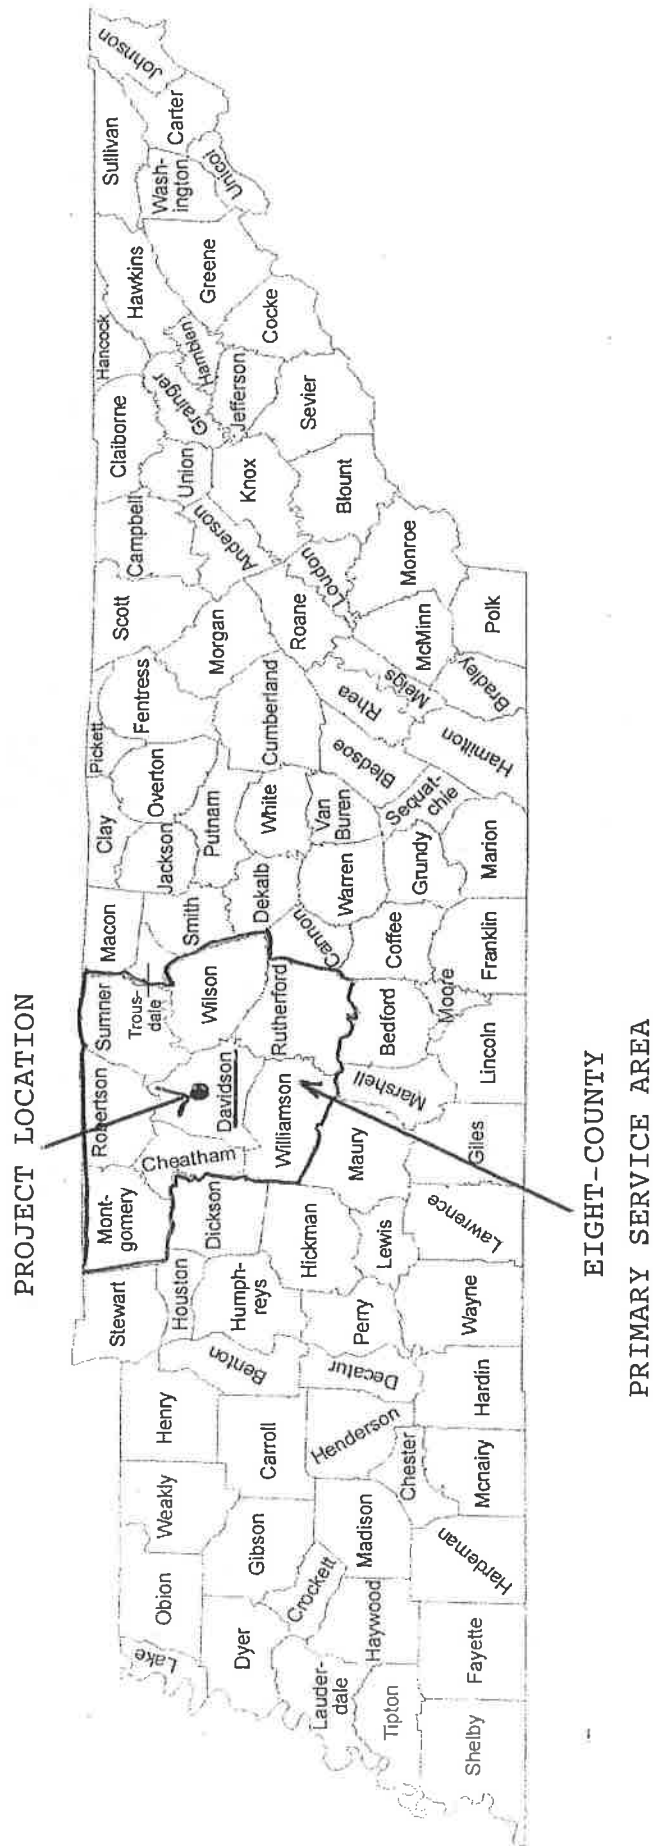 PROJECT LOCATION
Johnson
Sullivan
Carter
Wash-
ington
Unicoi
Hawkins
Greene
Hancock
Hamblen
Cocke
Claiborne
Grainger
Jefferson
Sevier
Union
Knox
Campbell
Anderson
Blount
Scott
Morgan
Roane
Loudon
Monroe
McMinn
Polk
Pickett
Fentress
Cumberland
Rhea
Meigs
Bradley
Clay
Overton
Putnam
White
Van
Buren
Bledsoe
Hamilton
Sequat-
chie
Jackson
Macon
Smith
Dekalb
Warren
Grundy
Marion
Cannon
Coffee
Franklin
Sumner
Trous-
dale
Wilson
Rutherford
Bedford
Moore
Lincoln
Robertson
Davidson
Williamson
Marshall
Cheatham
Maury
Giles
Mont-
gomery
Dickson
Hickman
Lewis
Lawrence
Stewart
Houston
Humph-
reys
Perry
Wayne
Benton
Decatur
Hardin
Henry
Carroll
Henderson
Chester
Mcnairy
Weakly
Gibson
Madison
Hardeman
Obion
Crockett
Haywood
Fayette
Lake
Dyer
Lauder-
dale
Tipton
Shelby
EIGHT-COUNTY
PRIMARY SERVICE AREA